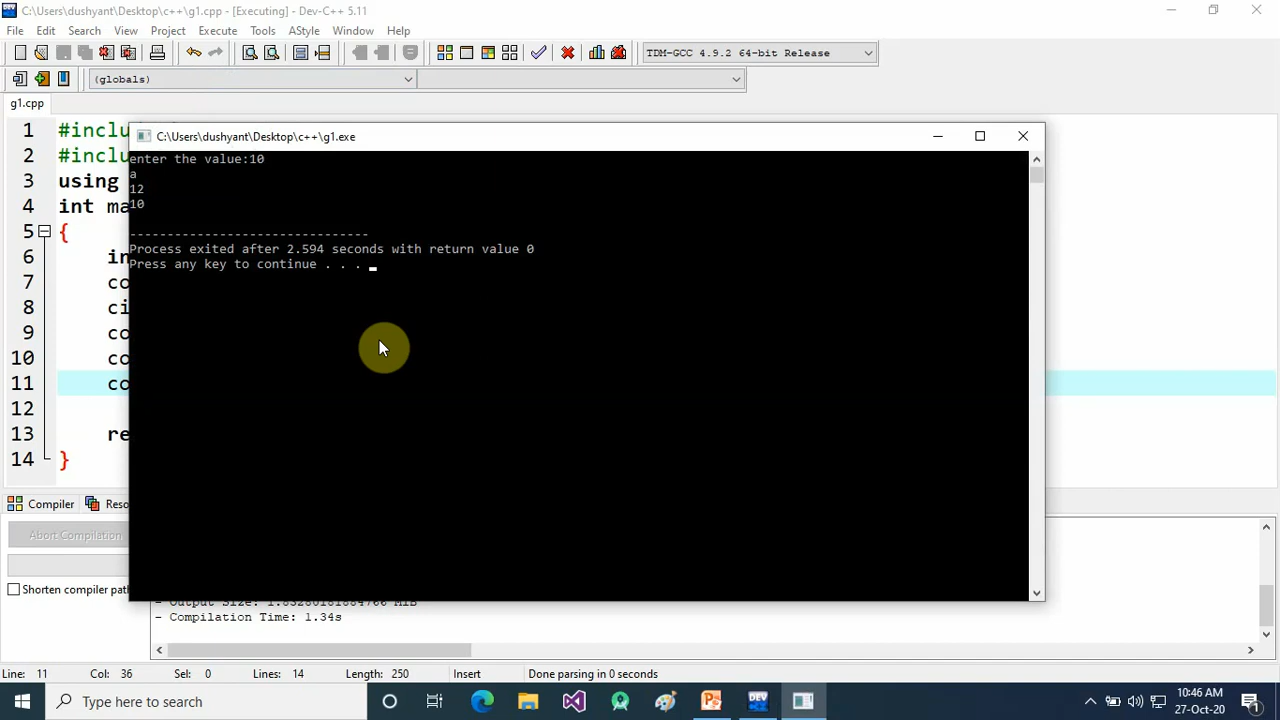 C:\Users\dushyant\Desktop\c++\g1.cpp - [Executing] - Dev-C++ 5.11
File Edit Search View Project Execute Tools AStyle Window Help
TDM-GCC 4.9.2 64-bit Release
(globals)
g1.cpp
1 #inclu
2 #inclu
3 using
4 int ma
5 {
6 in
7 co
8 ci
9 co
10 co
11 co
12
13 re
14 }
C:\Users\dushyant\Desktop\c++\g1.exe
enter the value:10
a
12
10
--------------------------------
Process exited after 2.594 seconds with return value 0
Press any key to continue . . .
Compiler Reso
Abort Compilation
Shorten compiler path
- Compilation Time: 1.34s
Line: 11 Col: 36 Sel: 0 Lines: 14 Length: 250 Insert Done parsing in 0 seconds
Type here to search
DEV
10:46 AM
27-Oct-20